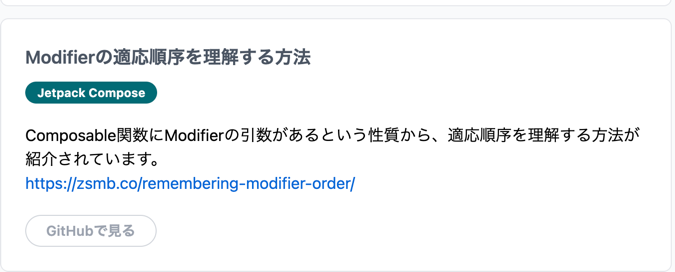 Modifierの適応順序を理解する方法
Jetpack Compose
Composable関数にModifierの引数があるという性質から、適応順序を理解する方法が
紹介されています。
https://zsmb.co/remembering-modifier-order/
GitHubで見る